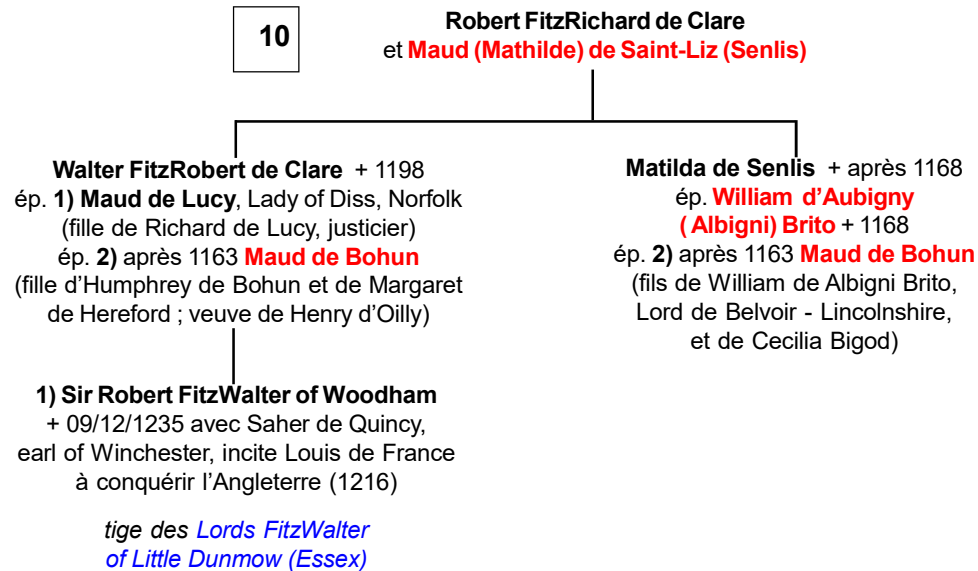 10
Robert FitzRichard de Clare
et Maud (Mathilde) de Saint-Liz (Senlis)
Walter FitzRobert de Clare + 1198
ép. 1) Maud de Lucy, Lady of Diss, Norfolk
(fille de Richard de Lucy, justicier)
ép. 2) après 1163 Maud de Bohun
(fille d'Humphrey de Bohun et de Margaret
de Hereford ; veuve de Henry d'Oilly)
Matilda de Senlis + après 1168
ép. William d'Aubigny
( Albigni) Brito + 1168
ép. 2) après 1163 Maud de Bohun
(fils de William de Albigni Brito,
Lord de Belvoir - Lincolnshire,
et de Cecilia Bigod)
1) Sir Robert FitzWalter of Woodham
+ 09/12/1235 avec Saher de Quincy,
earl of Winchester, incite Louis de France
à conquérir l'Angleterre (1216)
tige des Lords FitzWalter
of Little Dunmow (Essex)